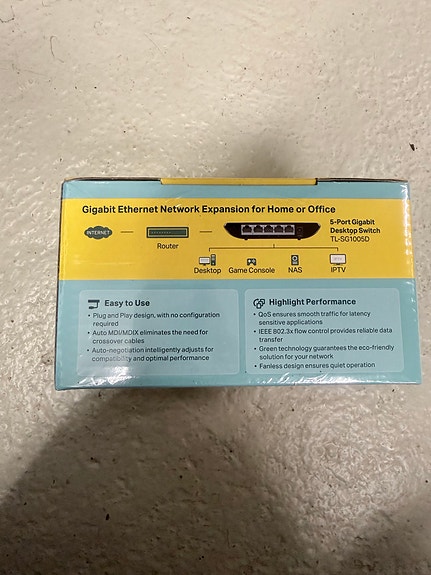 Gigabit Ethernet Network Expansion for Home or Office
INTERNET
Router
5-Port Gigabit
Desktop Switch
TL-SG1005D
Desktop
Game Console
NAS
IPTV
Easy to Use
• Plug and Play design, with no configuration
required
• Auto MDI/MDIX eliminates the need for
crossover cables
• Auto-negotiation intelligently adjusts for
compatibility and optimal performance
Highlight Performance
• QoS ensures smooth traffic for latency
sensitive applications
• IEEE 802.3x flow control provides reliable data
transfer
• Green technology guarantees the eco-friendly
solution for your network
• Fanless design ensures quiet operation